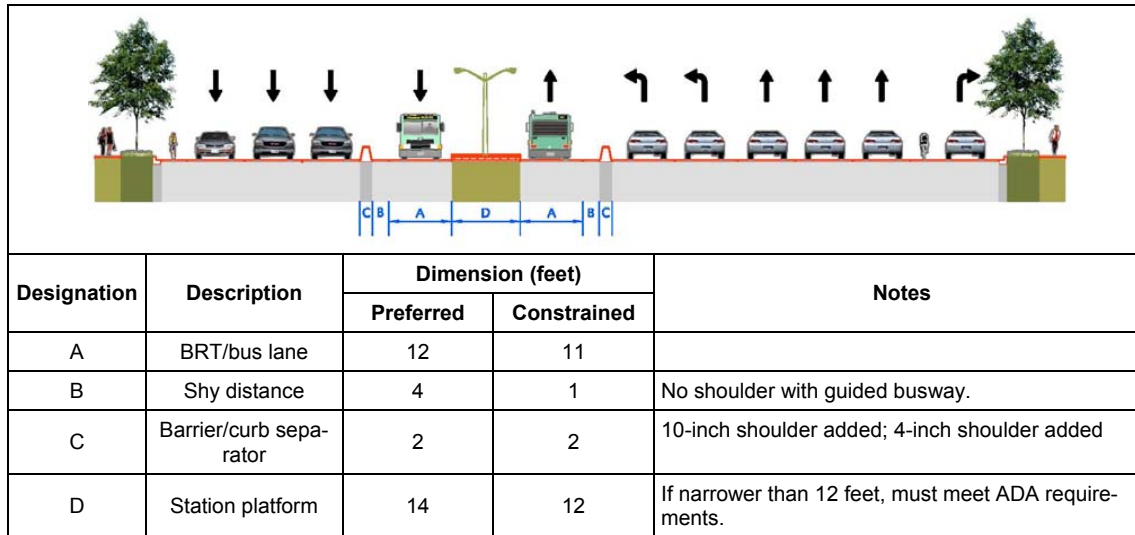 C B A D A B C
Designation Description Dimension (feet) Notes
Preferred Constrained
A BRT/bus lane 12 11
B Shy distance 4 1 No shoulder with guided busway.
C Barrier/curb sepa-
rator 2 2 10-inch shoulder added; 4-inch shoulder added
D Station platform 14 12 If narrower than 12 feet, must meet ADA require-
ments.